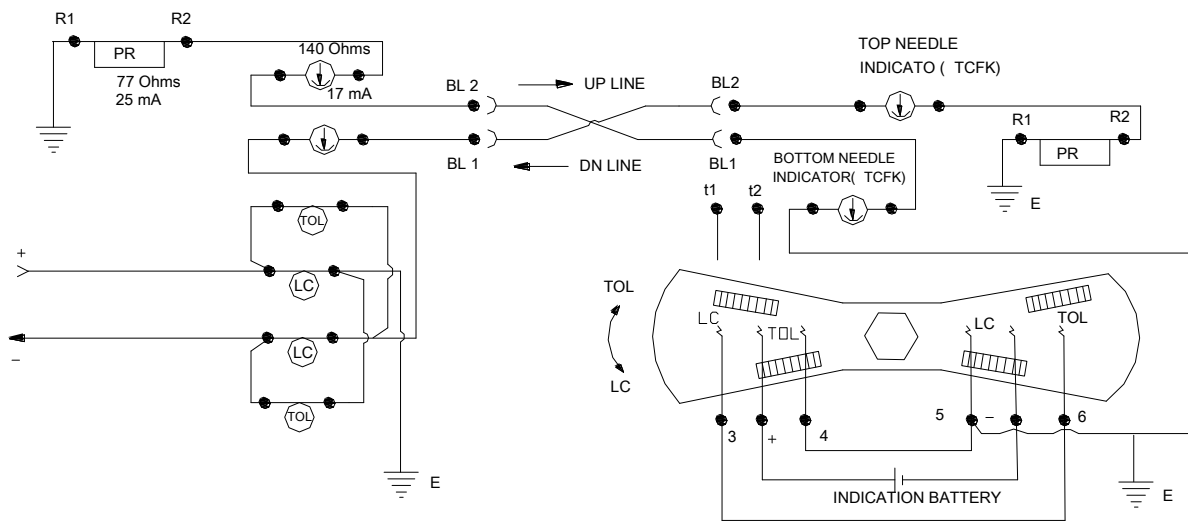 R1 R2
PR
77 Ohms
25 mA
140 Ohms
17 mA
BL 2
UP LINE
BL2
BL 1
DN LINE
BL1
TOP NEEDLE
INDICATO ( TCFK)
R1 R2
PR
E
BOTTOM NEEDLE
INDICATOR( TCFK)
t1 t2
TOL
+
LC
−
LC
TOL
E
TOL
LC
LC
TOL
LC
TOL
3 + 4 5 − 6
INDICATION BATTERY
E